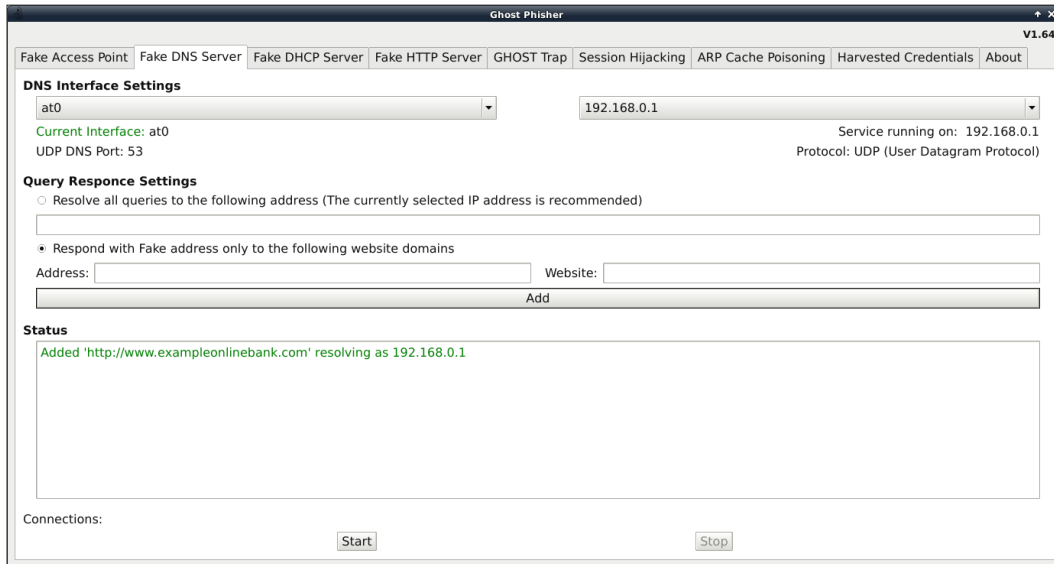 Ghost Phisher
V1.64
Fake Access Point Fake DNS Server Fake DHCP Server Fake HTTP Server GHOST Trap Session Hijacking ARP Cache Poisoning Harvested Credentials About
DNS Interface Settings
at0 192.168.0.1
Current Interface: at0 Service running on: 192.168.0.1
UDP DNS Port: 53 Protocol: UDP (User Datagram Protocol)
Query Responce Settings
Resolve all queries to the following address (The currently selected IP address is recommended)
Respond with Fake address only to the following website domains
Address: Website:
Add
Status
Added 'http://www.exampleonlinebank.com' resolving as 192.168.0.1
Connections:
Start Stop